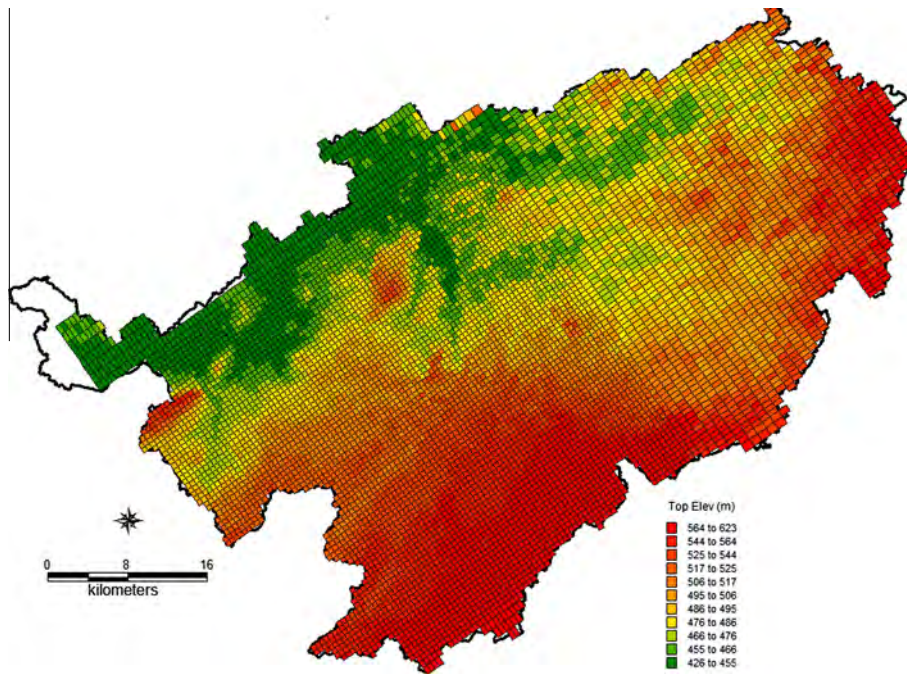 Top Elev (m)
564 to 623
544 to 564
525 to 544
517 to 525
506 to 517
495 to 506
486 to 495
476 to 486
466 to 476
455 to 466
426 to 455
0 8 16
kilometers